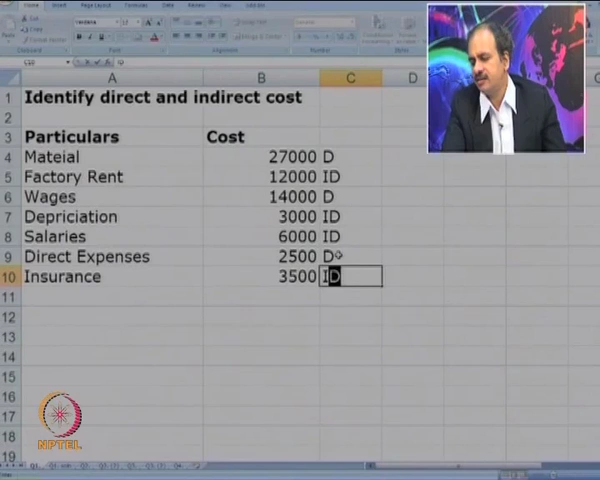 Identify direct and indirect cost
Particulars Cost
Mateial 27000 D
Factory Rent 12000 ID
Wages 14000 D
Depriciation 3000 ID
Salaries 6000 ID
Direct Expenses 2500 D
Insurance 3500 ID
NPTEL